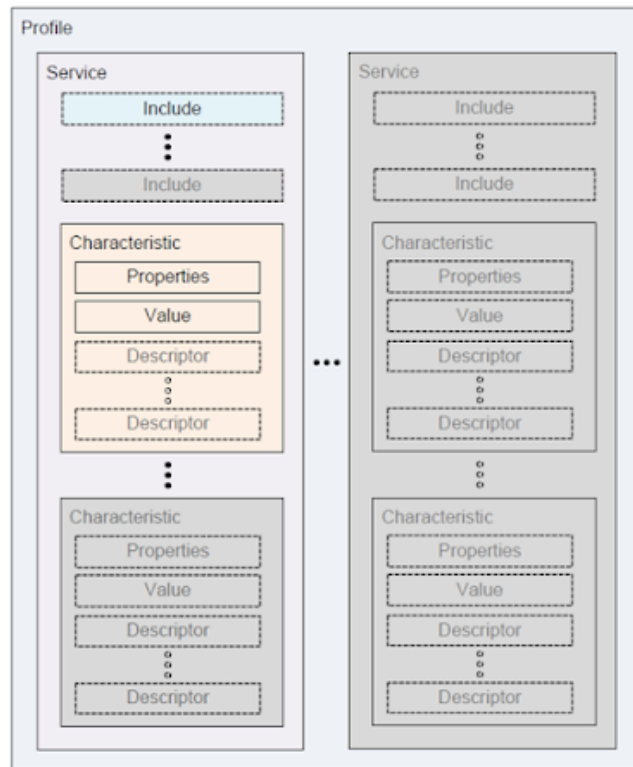 Profile
Service
Include
Include
Characteristic
Properties
Value
Descriptor
Descriptor
Characteristic
Properties
Value
Descriptor
Descriptor
Service
Include
Include
Characteristic
Properties
Value
Descriptor
Descriptor
Characteristic
Properties
Value
Descriptor
Descriptor